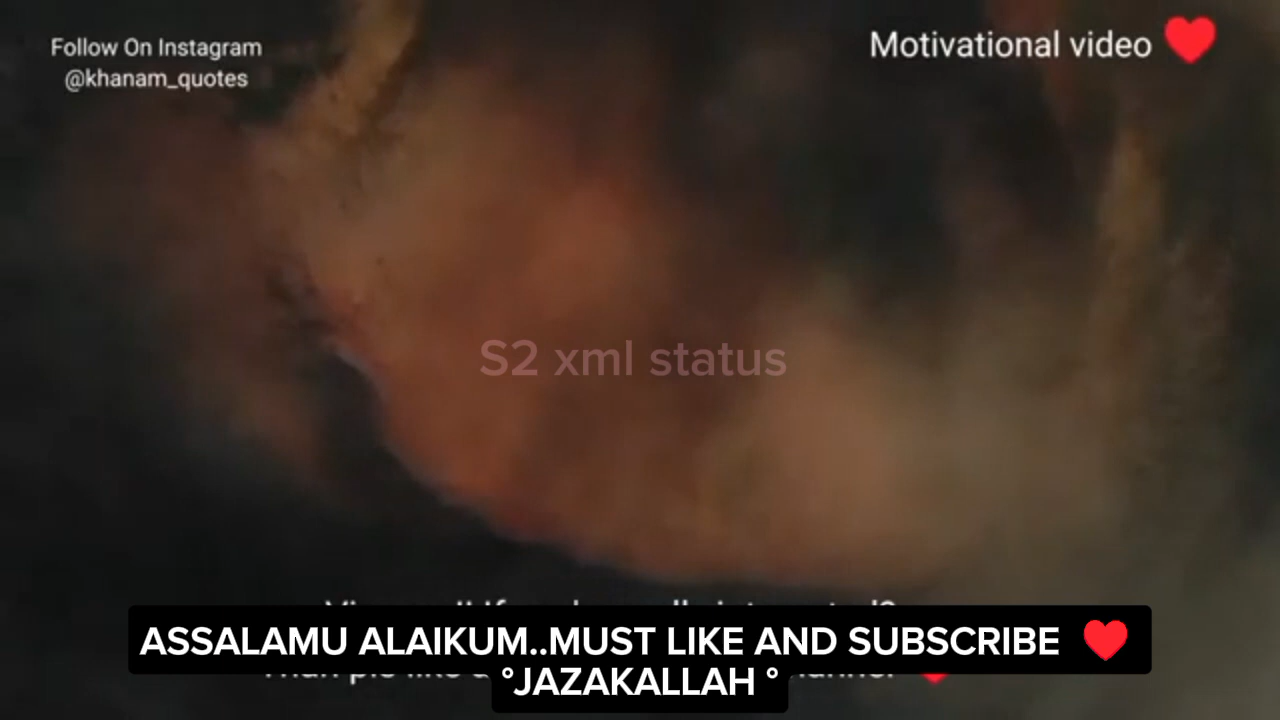 Follow On Instagram
@khanam_quotes
Motivational video ❤️
S2 xml status
ASSALAMU ALAIKUM..MUST LIKE AND SUBSCRIBE ❤️
°JAZAKALLAH °